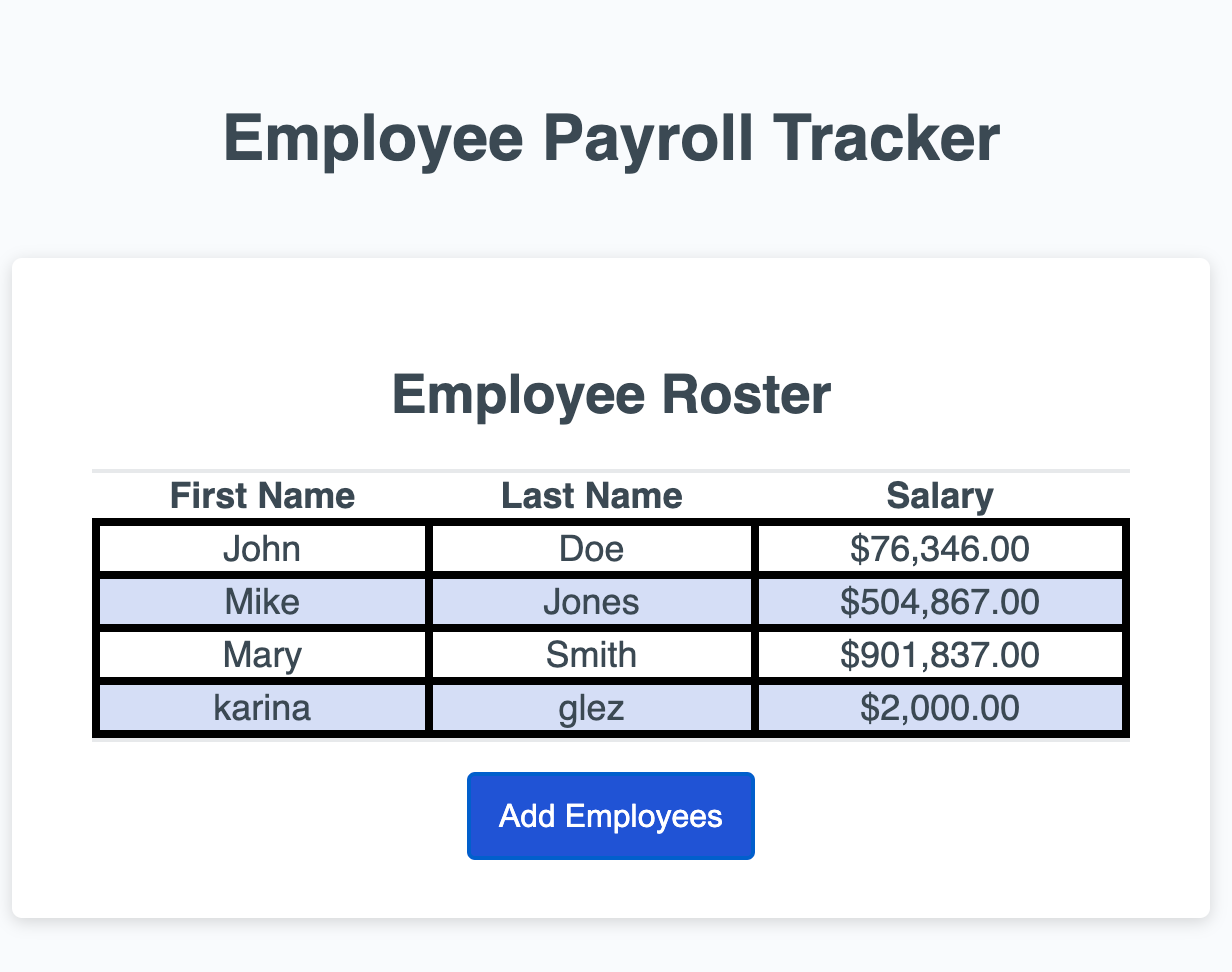 Employee Payroll Tracker
Employee Roster
First Name Last Name Salary
John Doe $76,346.00
Mike Jones $504,867.00
Mary Smith $901,837.00
karina glez $2,000.00
Add Employees